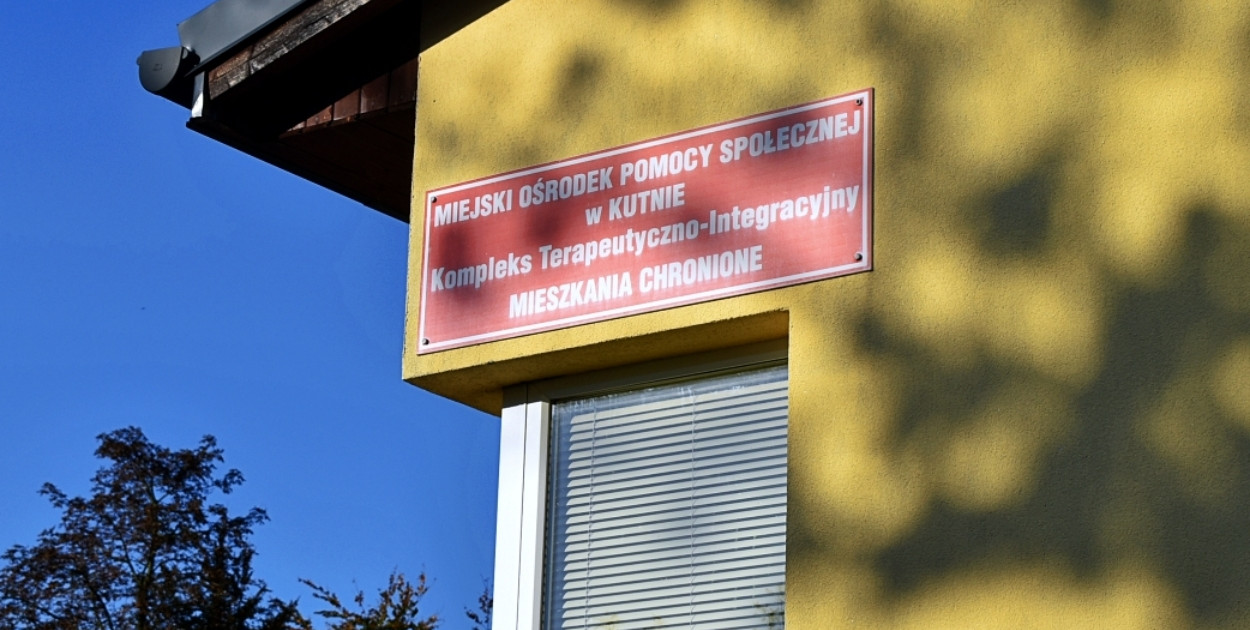 MIEJSKI OŚRODEK POMOCY SPOŁECZNEJ
w KUTNIE
Kompleks Terapeutyczno-Integracyjny
MIESZKANIA CHRONIONE